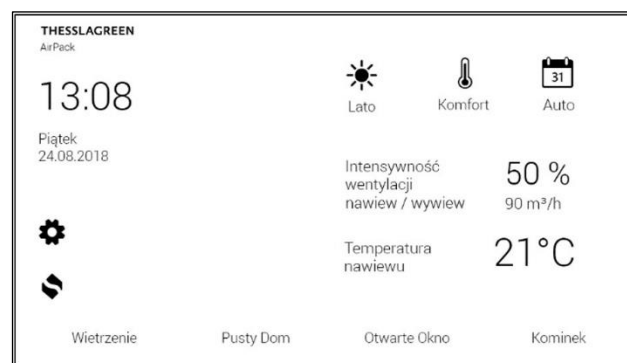 THESSLAGREEN
AirPack
13:08
Piątek
24.08.2018
31
Lato
Komfort
Auto
Intensywność
wentylacji
nawiew / wywiew
50 %
90 m³/h
Temperatura
nawiewu
21°C
Wietrzenie
Pusty Dom
Otwarte Okno
Kominek